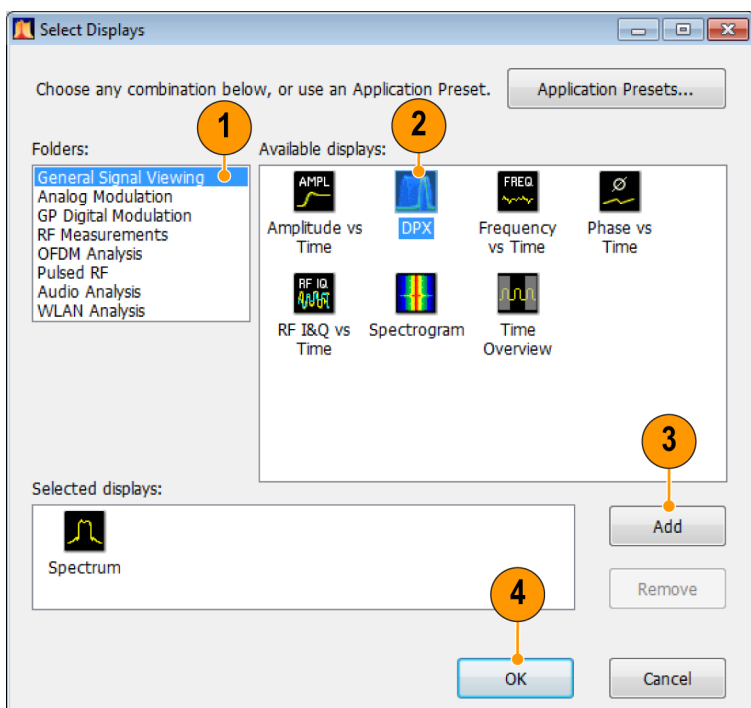 Select Displays
Choose any combination below, or use an Application Preset.
Application Presets...
1
2
Folders:
Available displays:
General Signal Viewing
Analog Modulation
GP Digital Modulation
RF Measurements
OFDM Analysis
Pulsed RF
Audio Analysis
WLAN Analysis
AMPL
FREQ
Ø
Amplitude vs
Time
DPX
Frequency
vs Time
Phase vs
Time
RF IQ
RF I&Q vs
Time
Spectrogram
Time
Overview
3
Selected displays:
Spectrum
Add
Remove
4
OK
Cancel